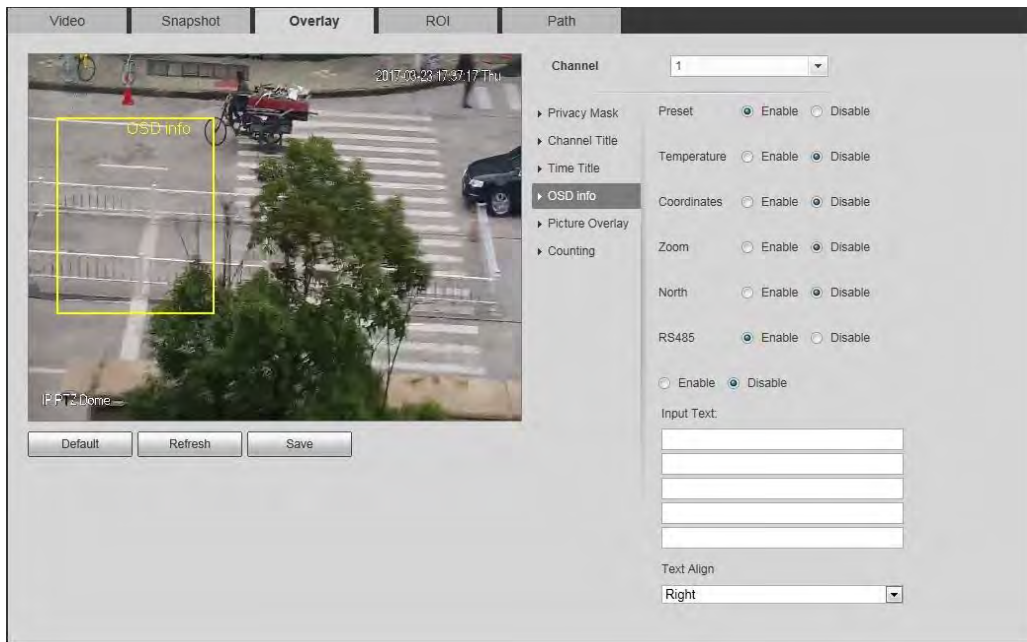 Video Snapshot Overlay ROI Path
2017-03-23 17:37:17 Thu
OSD info
IP PTZ Dome
Default Refresh Save
Channel 1
Privacy Mask
Channel Title
Time Title
OSD info
Picture Overlay
Counting
Preset Enable Disable
Temperature Enable Disable
Coordinates Enable Disable
Zoom Enable Disable
North Enable Disable
RS485 Enable Disable
Enable Disable
Input Text:
Text Align
Right